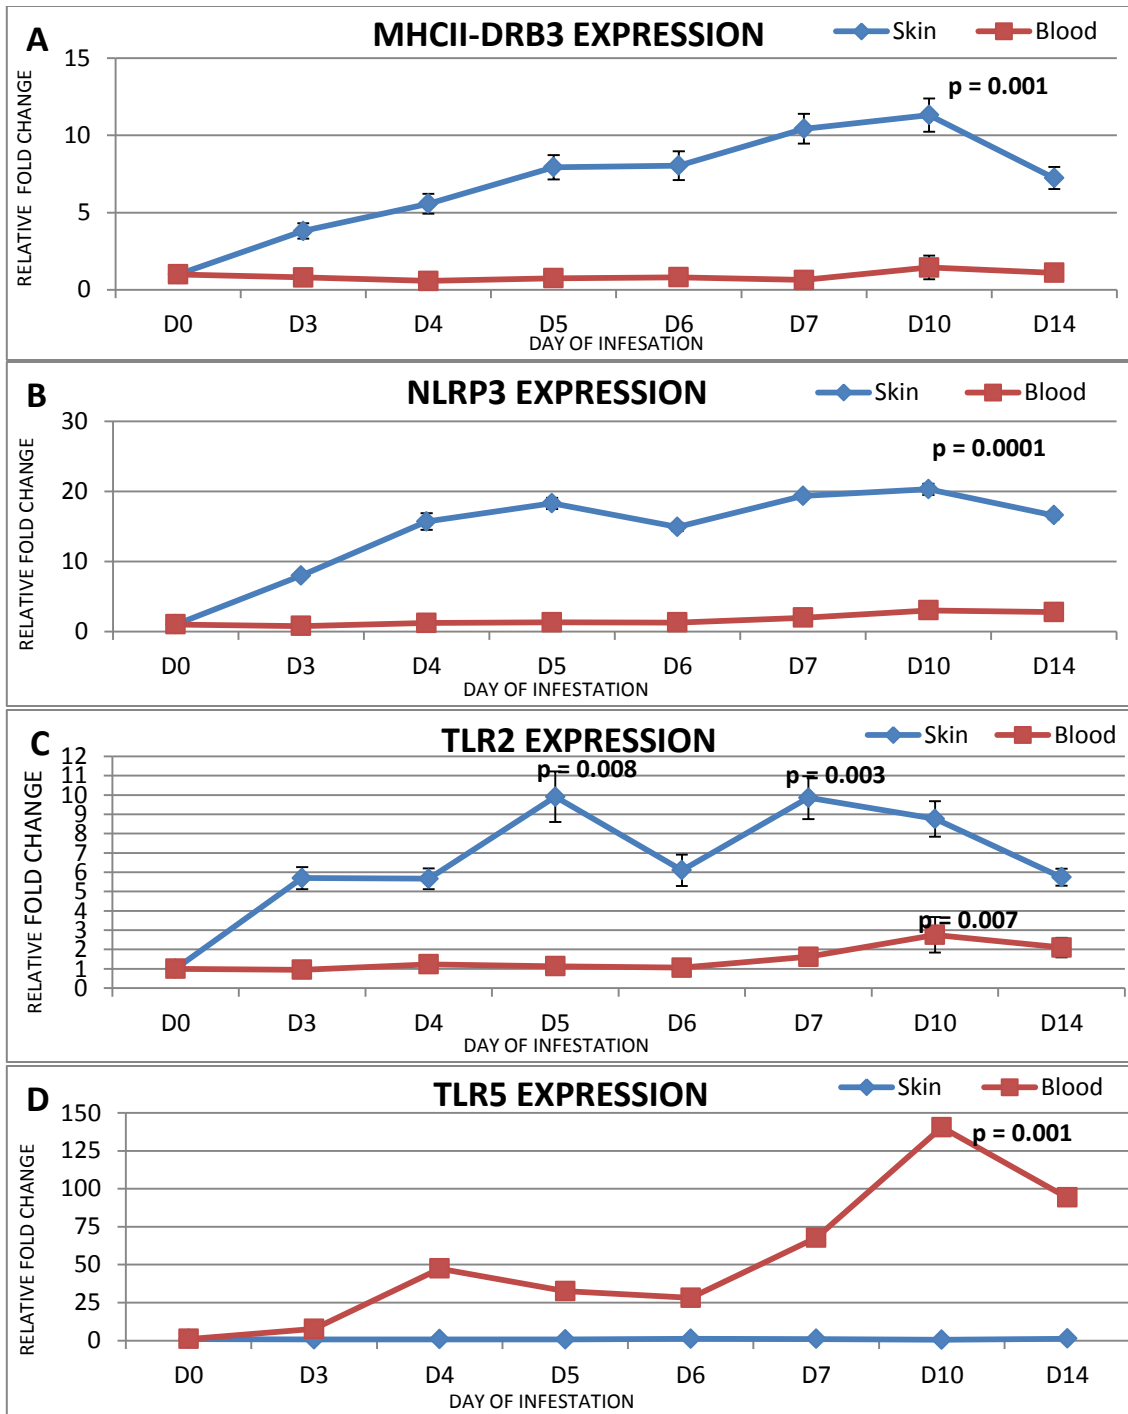 A
MHCII-DRB3 EXPRESSION
Skin
Blood
RELATIVE FOLD CHANGE
15
10
5
0
p = 0.001
D0 D3 D4 D5 D6 D7 D10 D14
DAY OF INFESATION
B
NLRP3 EXPRESSION
Skin
Blood
RELATIVE FOLD CHANGE
30
20
10
0
p = 0.0001
D0 D3 D4 D5 D6 D7 D10 D14
DAY OF INFESTATION
C
TLR2 EXPRESSION
Skin
Blood
RELATIVE FOLD CHANGE
12
11
10
9
8
7
6
5
4
3
2
1
0
p = 0.008
p = 0.003
p = 0.007
D0 D3 D4 D5 D6 D7 D10 D14
DAY OF INFESTATION
D
TLR5 EXPRESSION
Skin
Blood
RELATIVE FOLD CHANGE
150
125
100
75
50
25
0
p = 0.001
D0 D3 D4 D5 D6 D7 D10 D14
DAY OF INFESTATION